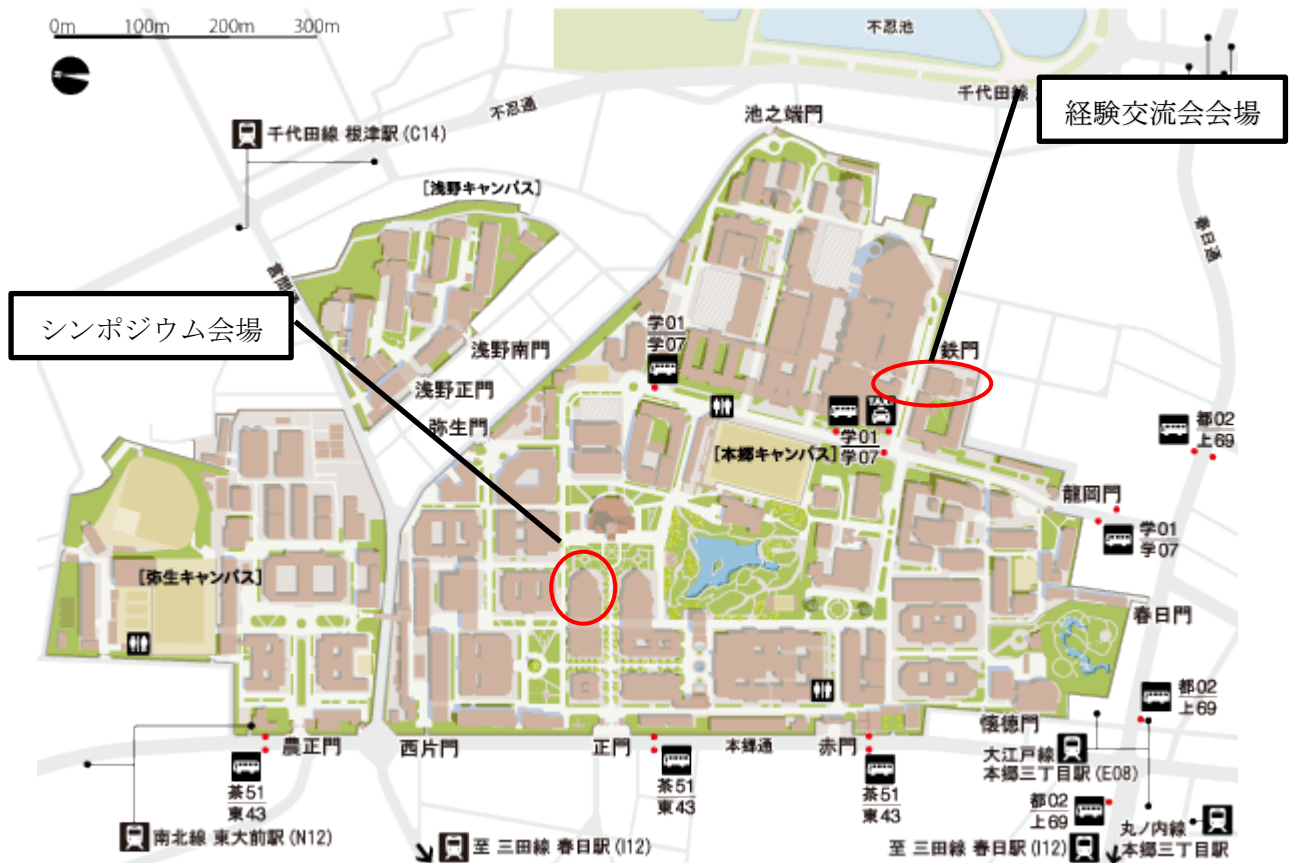 0m 100m 200m 300m
不忍池
千代田線
経験交流会会場
池之端門
不忍通
千代田線 根津駅 (C14)
[浅野キャンパス]
春日通
言問通
シンポジウム会場
学01
学07
浅野南門
鉄門
浅野正門
弥生門
TAXI
都02
上69
[本郷キャンパス]
学01
学07
龍岡門
学01
学07
[弥生キャンパス]
春日門
都02
上69
懐徳門
農正門
西片門
正門
本郷通
赤門
大江戸線
本郷三丁目駅 (E08)
茶51
東43
茶51
東43
茶51
東43
都02
上69
南北線 東大前駅 (N12)
至 三田線 春日駅 (I12)
至 三田線 春日駅 (I12)
丸ノ内線
本郷三丁目駅